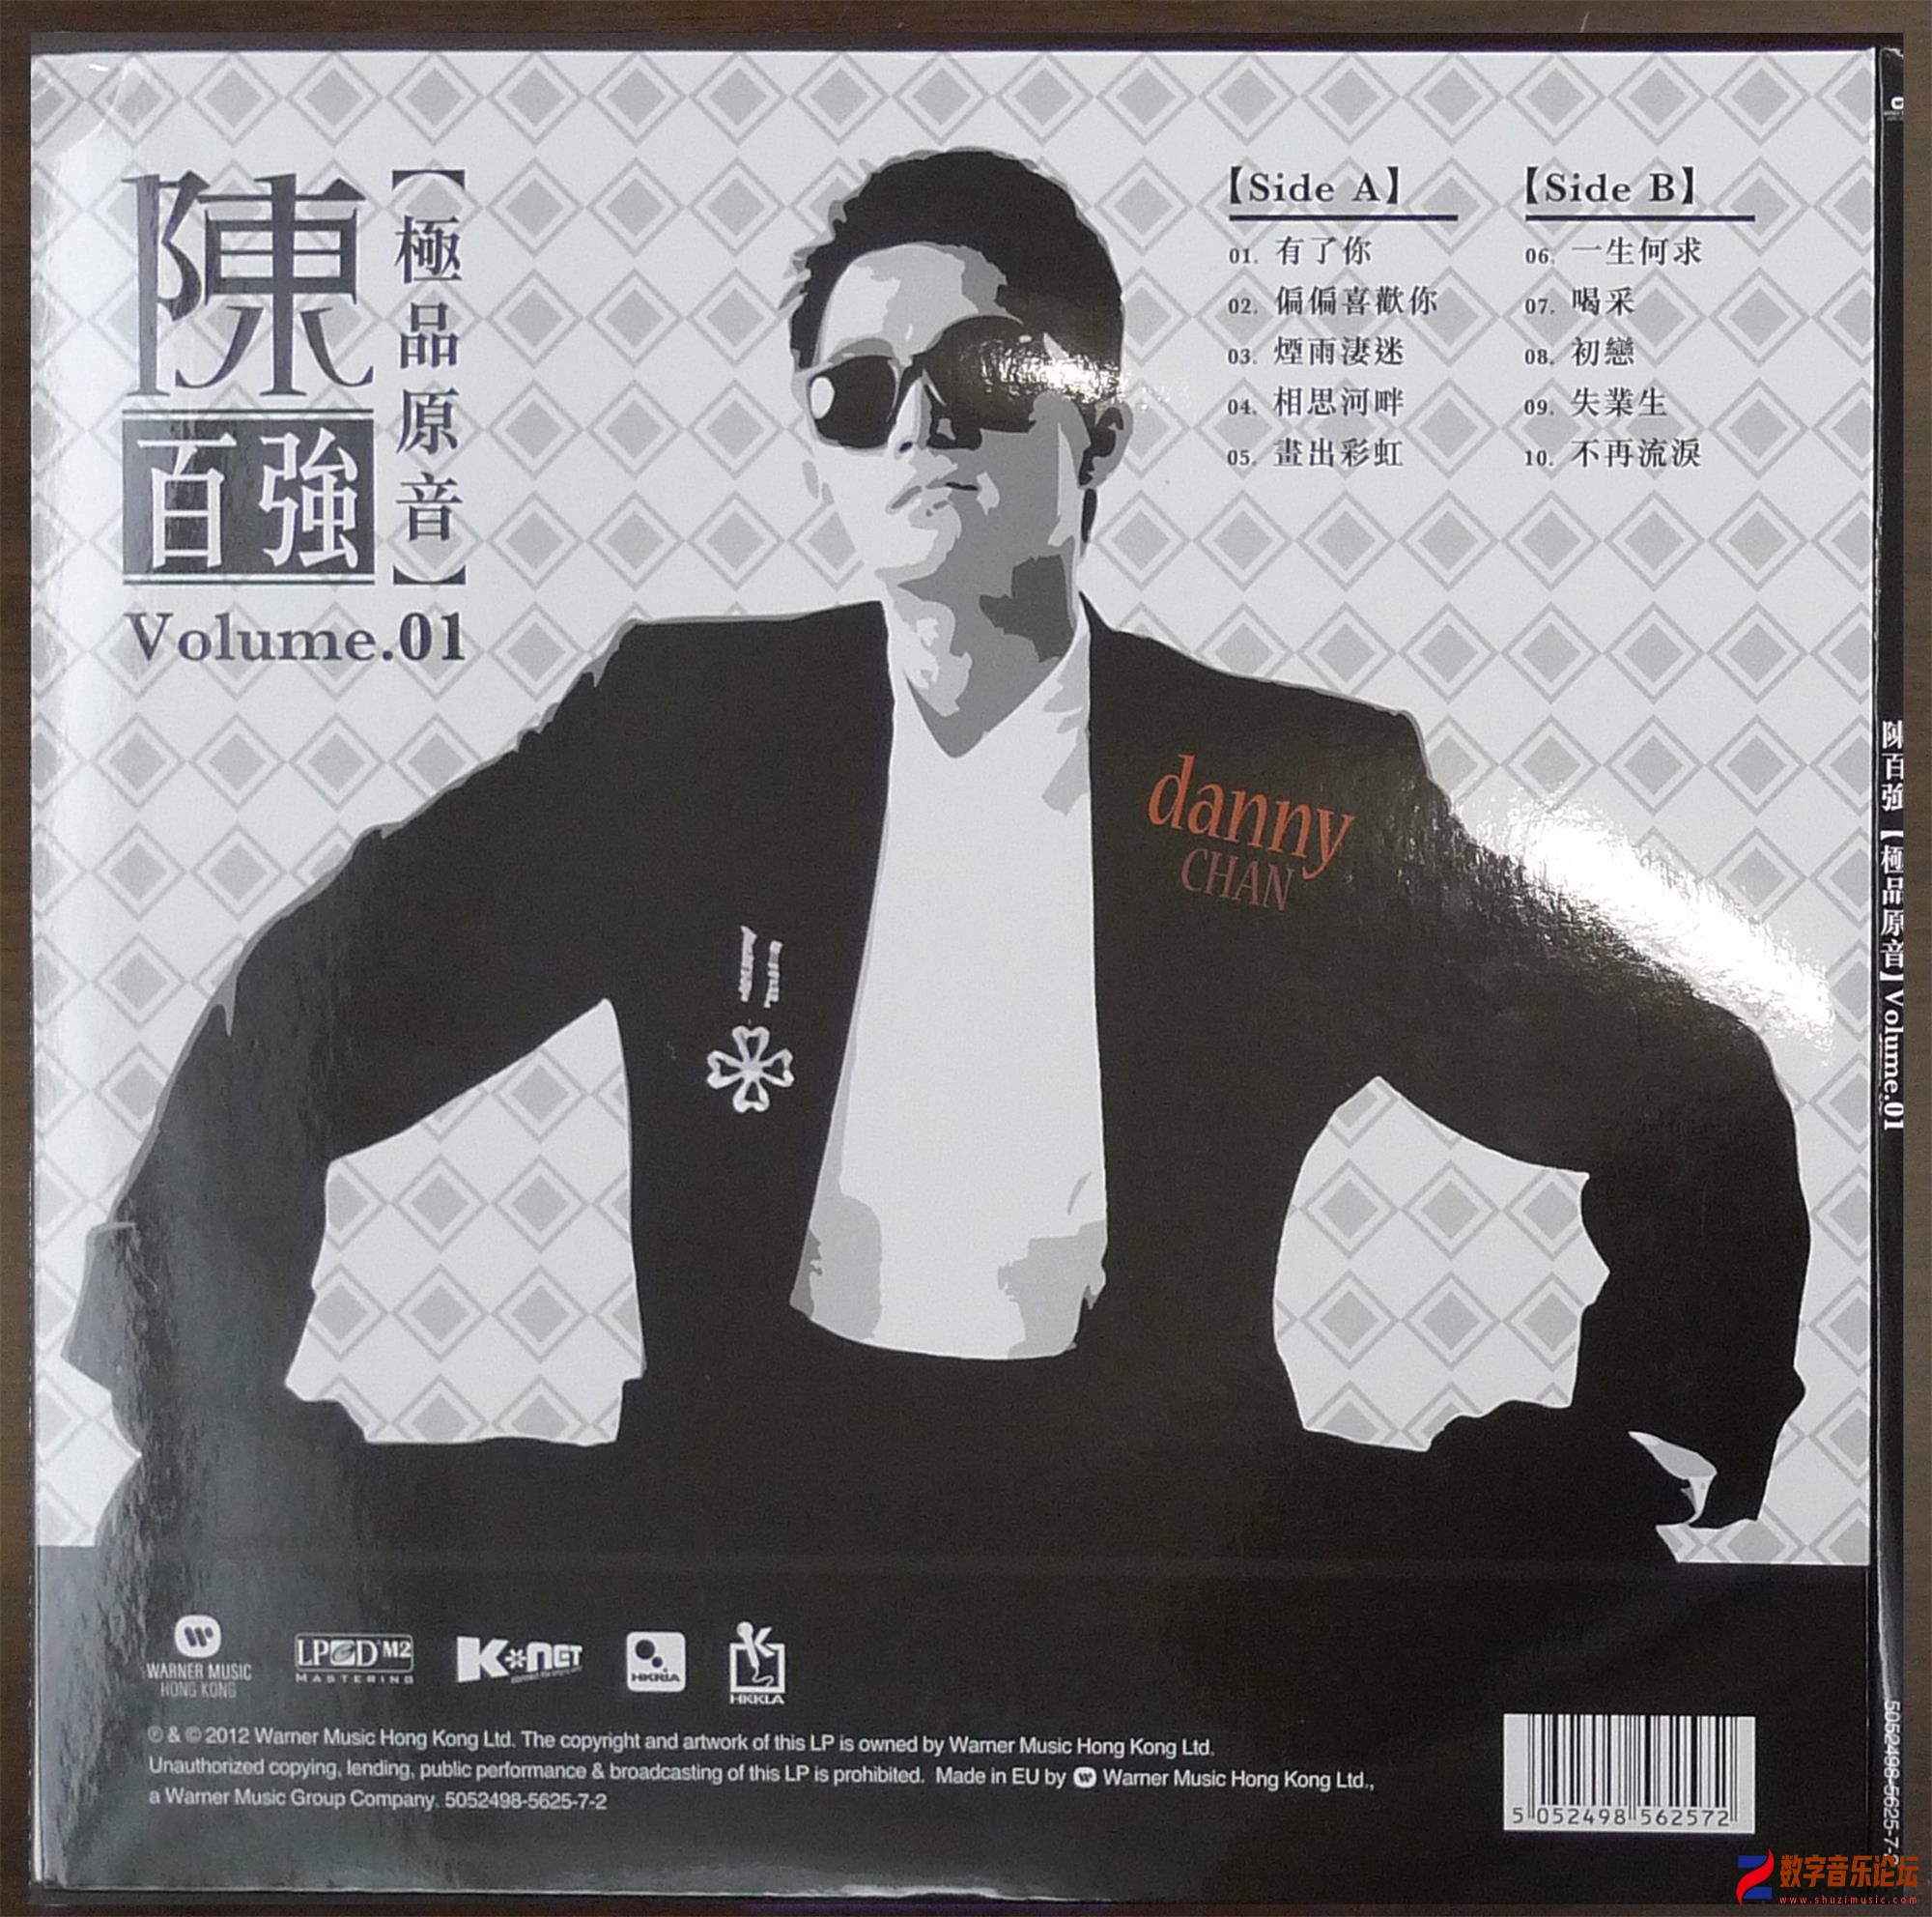 陳
百強
【極品原音】
Volume.01
【Side A】
01. 有了你
02. 偏偏喜歡你
03. 煙雨淒迷
04. 相思河畔
05. 畫出彩虹
【Side B】
06. 一生何求
07. 喝采
08. 初戀
09. 失業生
10. 不再流淚
danny
CHAN
陳百強【極品原音】Volume.01
WARNER MUSIC
HONG KONG
LPCD M2
MASTERING
K*NET
HKRIA
HKKLA
℗ & © 2012 Warner Music Hong Kong Ltd. The copyright and artwork of this LP is owned by Warner Music Hong Kong Ltd.
Unauthorized copying, lending, public performance & broadcasting of this LP is prohibited. Made in EU by Warner Music Hong Kong Ltd.,
a Warner Music Group Company. 5052498-5625-7-2
5 052498 562572
5052498-5625-7-2
数字音乐论坛
www.shuzimusic.com